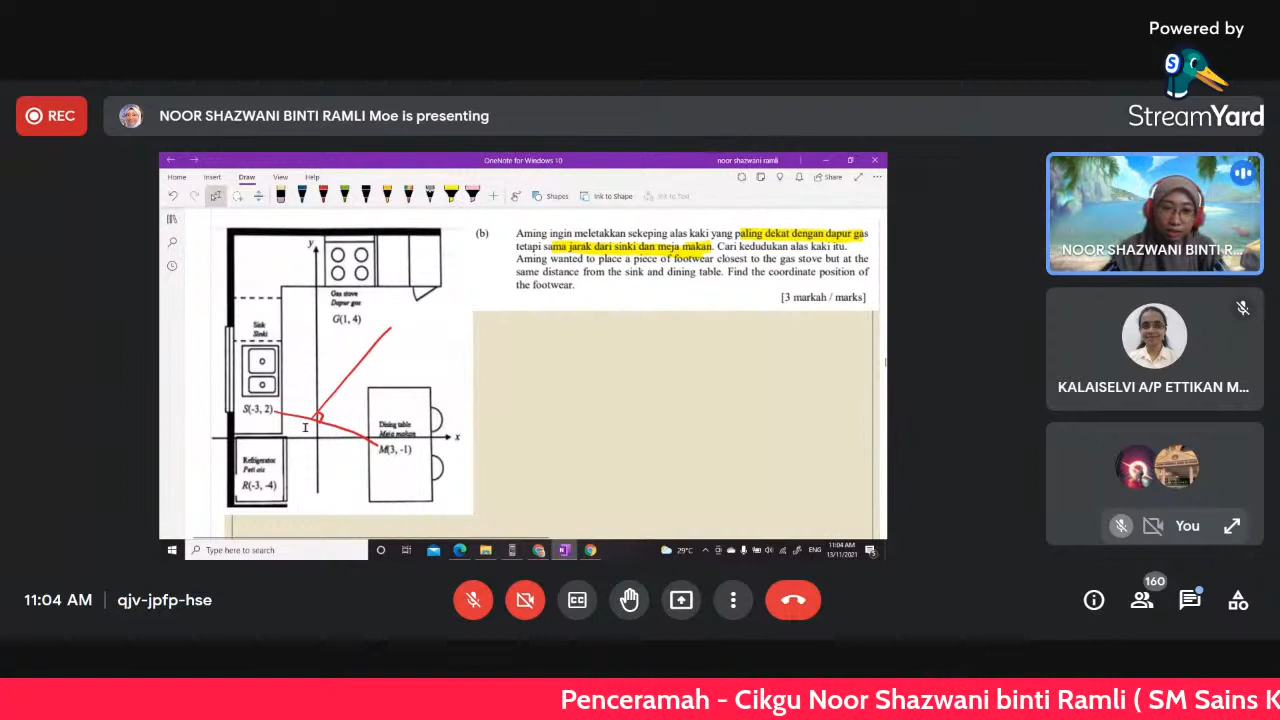 Powered by
S
StreamYard
REC
NOOR SHAZWANI BINTI RAMLI Moe is presenting
OneNote for Windows 10
noor shazwani ramli
Home Insert Draw View Help
Share
Shapes
Ink to Shape
Ink to Text
y
Gas stove
Dapur gas
G(1, 4)
Sink
Sinki
S(-3, 2)
Dining table
Meja makan
M(3, -1)
x
Refrigerator
Peti ais
R(-3, -4)
(b) Aming ingin meletakkan sekeping alas kaki yang paling dekat dengan dapur gas
tetapi sama jarak dari sinki dan meja makan. Cari kedudukan alas kaki itu.
Aming wanted to place a piece of footwear closest to the gas stove but at the
same distance from the sink and dining table. Find the coordinate position of
the footwear.
[3 markah / marks]
Type here to search
29°C
ENG
11:04 AM
13/11/2021
NOOR SHAZWANI BINTI R...
KALAISELVI A/P ETTIKAN M...
You
11:04 AM
qjv-jpfp-hse
160
Penceramah - Cikgu Noor Shazwani binti Ramli ( SM Sains K